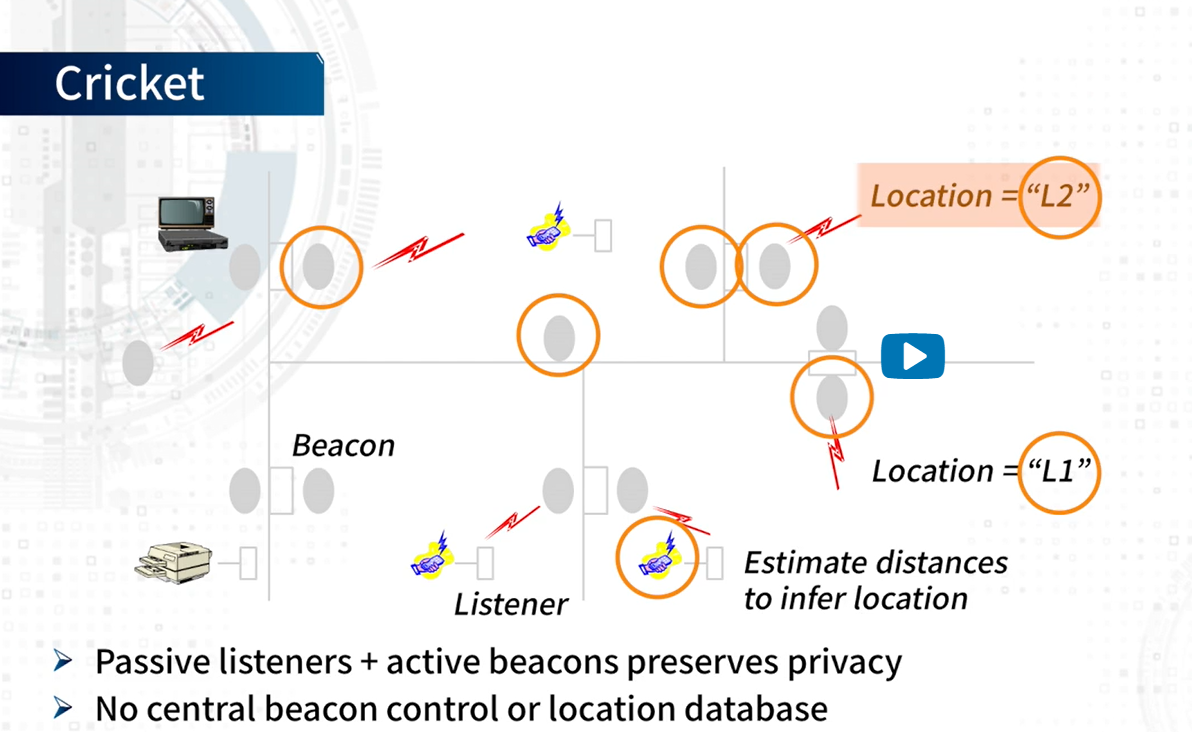 Cricket
Location = “L2”
Beacon
Location = “L1”
Estimate distances
to infer location
Listener
Passive listeners + active beacons preserves privacy
No central beacon control or location database